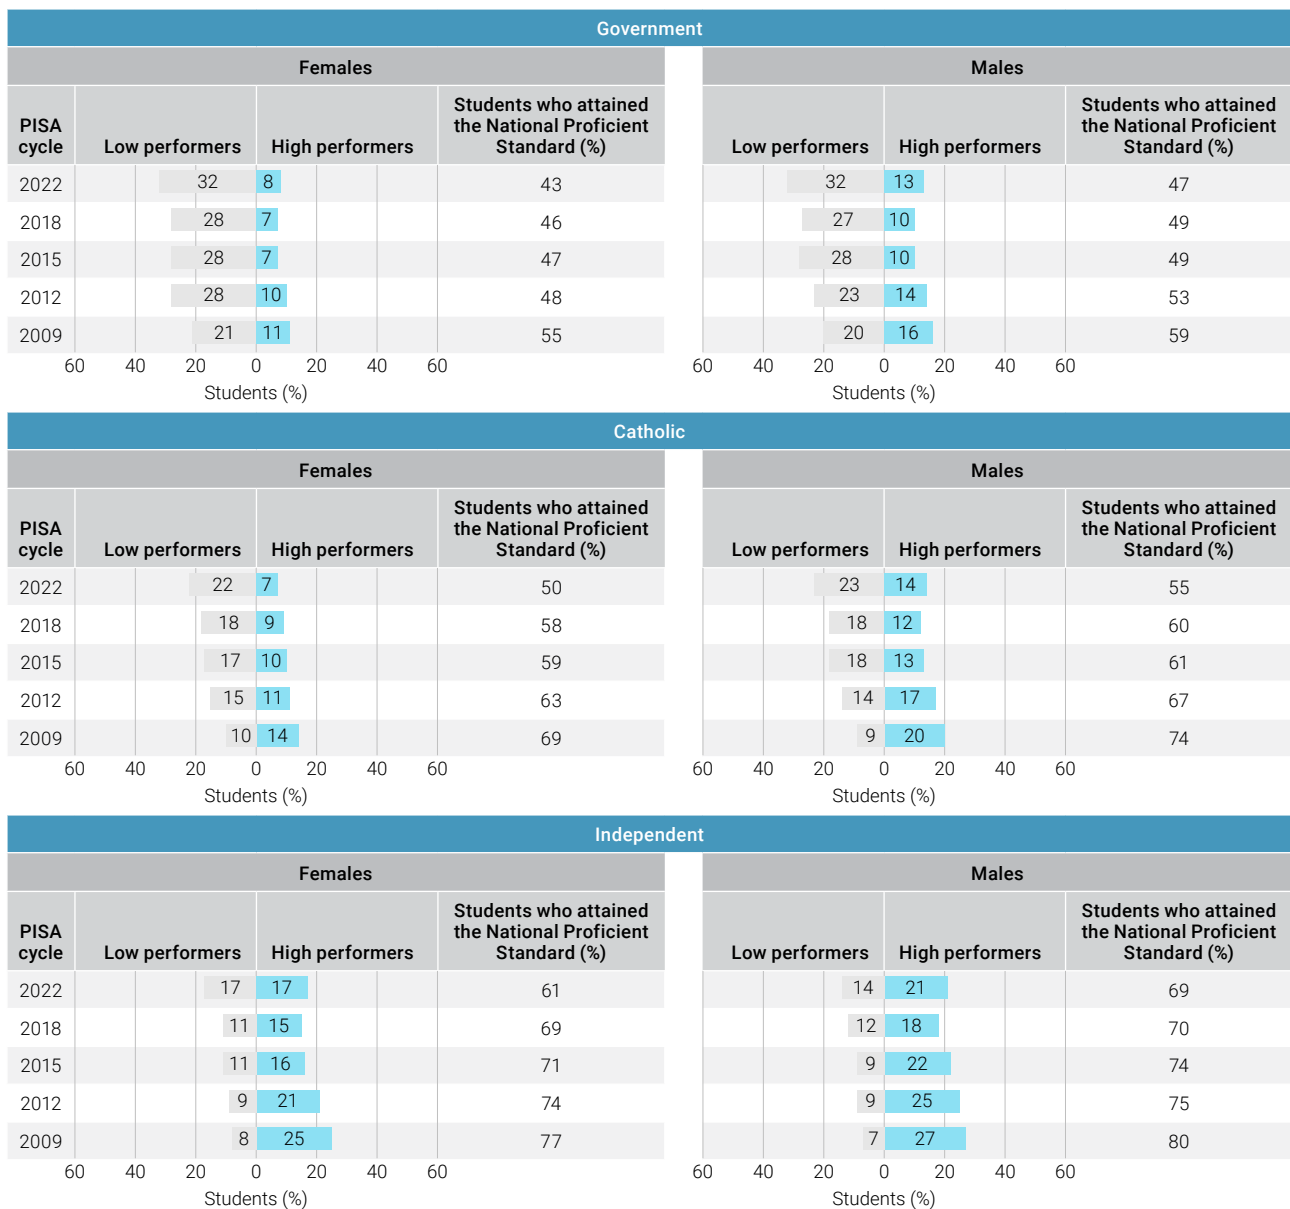 Government
Females Males
PISA cycle Low performers High performers Students who attained the National Proficient Standard (%) Low performers High performers Students who attained the National Proficient Standard (%)
2022 32 8 43 32 13 47
2018 28 7 46 27 10 49
2015 28 7 47 28 10 49
2012 28 10 48 23 14 53
2009 21 11 55 20 16 59
60 40 20 0 20 40 60 60 40 20 0 20 40 60
Students (%) Students (%)
Catholic
Females Males
PISA cycle Low performers High performers Students who attained the National Proficient Standard (%) Low performers High performers Students who attained the National Proficient Standard (%)
2022 22 7 50 23 14 55
2018 18 9 58 18 12 60
2015 17 10 59 18 13 61
2012 15 11 63 14 17 67
2009 10 14 69 9 20 74
60 40 20 0 20 40 60 60 40 20 0 20 40 60
Students (%) Students (%)
Independent
Females Males
PISA cycle Low performers High performers Students who attained the National Proficient Standard (%) Low performers High performers Students who attained the National Proficient Standard (%)
2022 17 17 61 14 21 69
2018 11 15 69 12 18 70
2015 11 16 71 9 22 74
2012 9 21 74 9 25 75
2009 8 25 77 7 27 80
60 40 20 0 20 40 60 60 40 20 0 20 40 60
Students (%) Students (%)